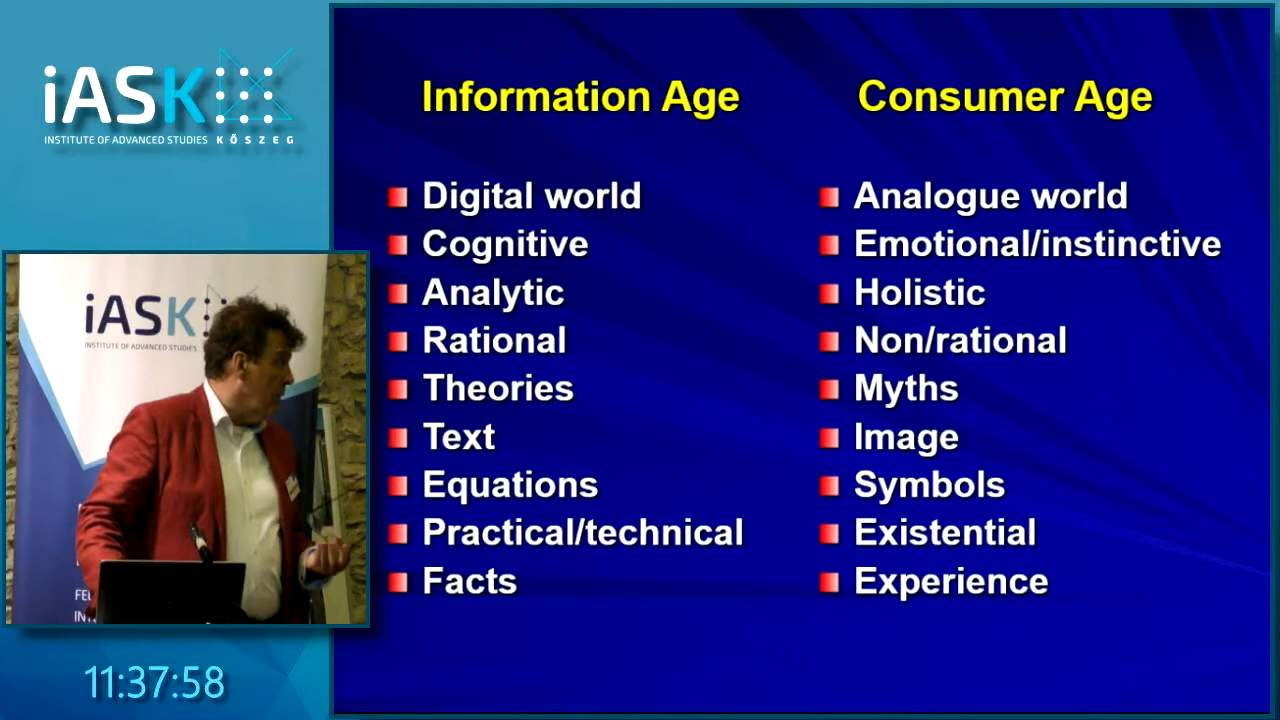 iASK
INSTITUTE OF ADVANCED STUDIES KŐSZEG
Information Age
Digital world
Cognitive
Analytic
Rational
Theories
Text
Equations
Practical/technical
Facts
Consumer Age
Analogue world
Emotional/instinctive
Holistic
Non/rational
Myths
Image
Symbols
Existential
Experience
iASK
INSTITUTE OF ADVANCED STUDIES
11:37:58